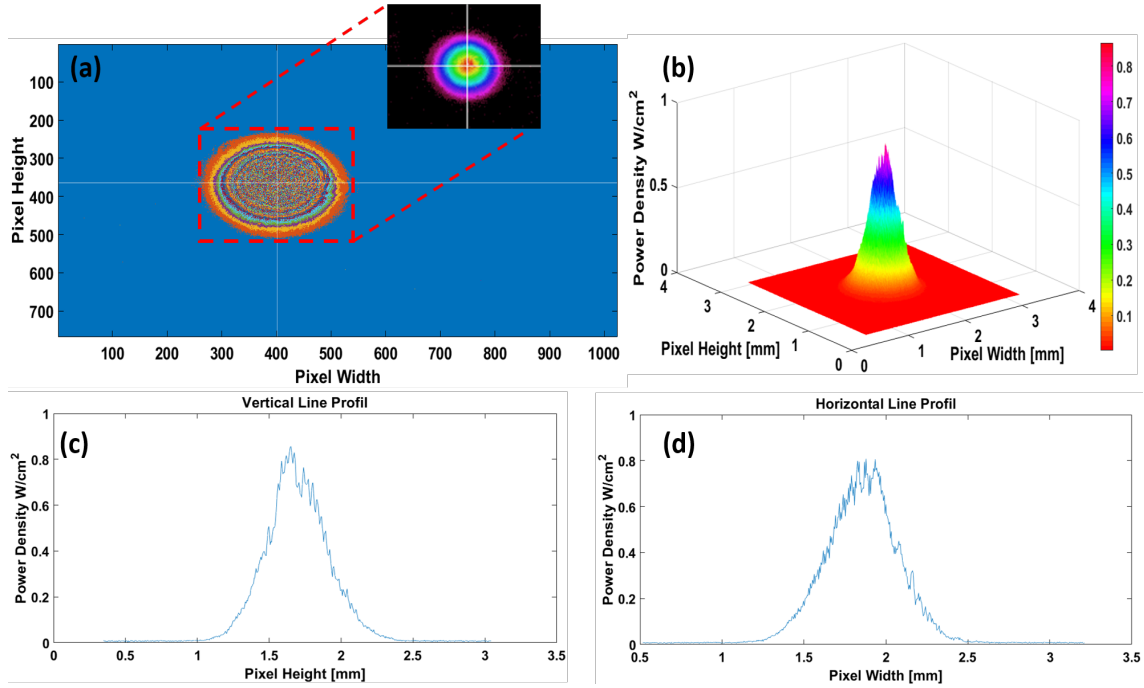 (a)
100
200
300
400
500
600
700
Pixel Height
100 200 300 400 500 600 700 800 900 1000
Pixel Width
(b)
Power Density W/cm²
1
0.5
0
4
3
2
1
0
Pixel Height [mm]
0
1
2
3
4
Pixel Width [mm]
0.8
0.7
0.6
0.5
0.4
0.3
0.2
0.1
Vertical Line Profil
(c)
Power Density W/cm²
1
0.8
0.6
0.4
0.2
0
0 0.5 1 1.5 2 2.5 3 3.5
Pixel Height [mm]
Horizontal Line Profil
(d)
Power Density W/cm²
1
0.8
0.6
0.4
0.2
0
0.5 1 1.5 2 2.5 3 3.5
Pixel Width [mm]